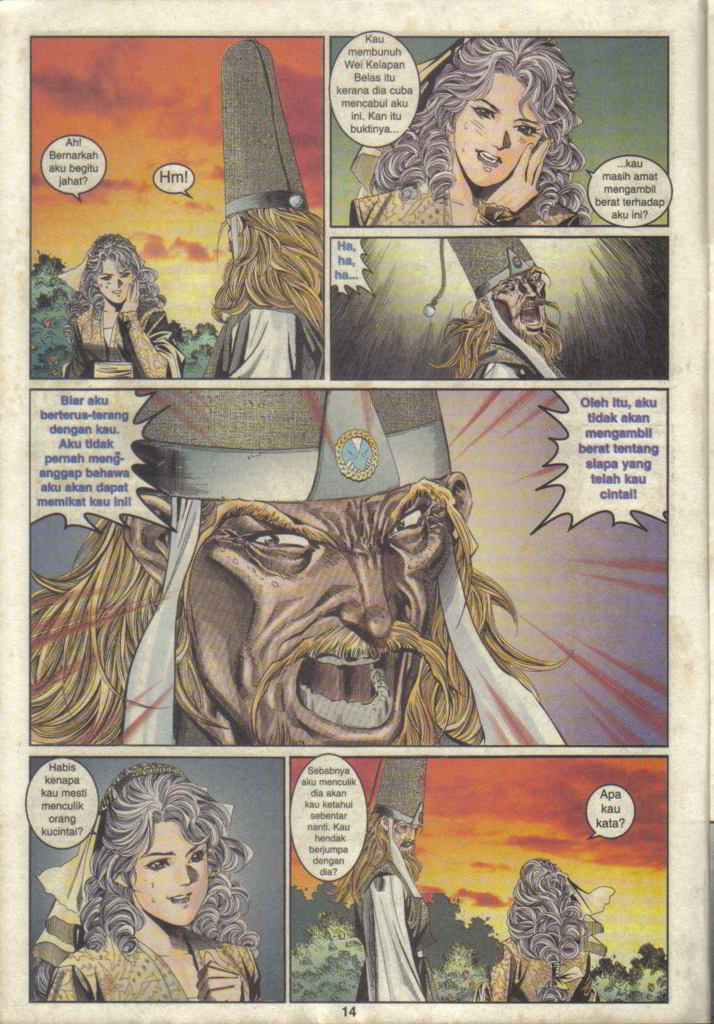 Ah!
Bernarkah
aku begitu
jahat?
Hm!
Kau
membunuh
Wei Kelapan
Belas itu
kerana dia cuba
mencabul aku
ini. Kan itu
buktinya...
...kau
masih amat
mengambil
berat terhadap
aku ini?
Ha,
ha,
ha...
Biar aku
berterus-terang
dengan kau.
Aku tidak
pernah meng-
anggap bahawa
aku akan dapat
memikat kau ini!
Oleh itu, aku
tidak akan
mengambil
berat tentang
siapa yang
telah kau
cintai!
Habis
kenapa
kau mesti
menculik
orang
kucintai?
Sebabnya
aku menculik
dia akan
kau ketahui
sebentar
nanti. Kau
hendak
berjumpa
dengan
dia?
Apa
kau
kata?
14